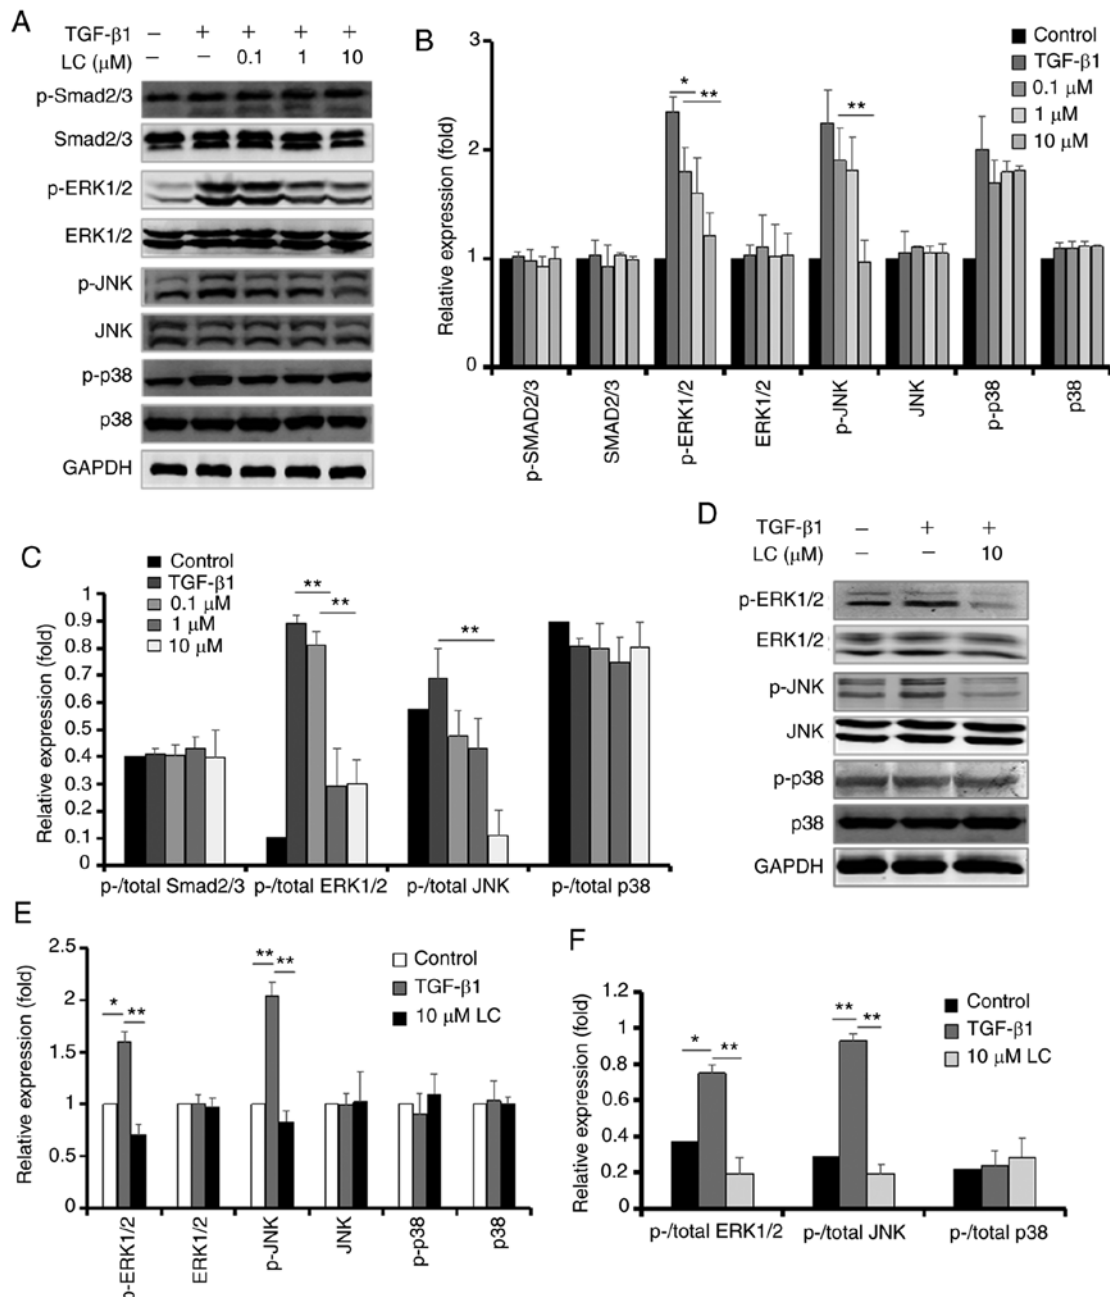 A
TGF-β1 – + + + +
LC (μM) – – 0.1 1 10
p-Smad2/3
Smad2/3
p-ERK1/2
ERK1/2
p-JNK
JNK
p-p38
p38
GAPDH
B
Relative expression (fold)
3
2
1
0
* ** **
Control
TGF-β1
0.1 μM
1 μM
10 μM
p-SMAD2/3
SMAD2/3
p-ERK1/2
ERK1/2
p-JNK
JNK
p-p38
p38
C
Relative expression (fold)
1
0.9
0.8
0.7
0.6
0.5
0.4
0.3
0.2
0.1
0
Control
TGF-β1
0.1 μM
1 μM
10 μM
** ** **
p-/total Smad2/3 p-/total ERK1/2 p-/total JNK p-/total p38
D
TGF-β1 – + +
LC (μM) – – 10
p-ERK1/2
ERK1/2
p-JNK
JNK
p-p38
p38
GAPDH
E
Relative expression (fold)
2.5
2
1.5
1
0.5
0
* ** ** **
Control
TGF-β1
10 μM LC
p-ERK1/2
ERK1/2
p-JNK
JNK
p-p38
p38
F
Relative expression (fold)
1.2
1
0.8
0.6
0.4
0.2
0
* ** ** **
Control
TGF-β1
10 μM LC
p-/total ERK1/2 p-/total JNK p-/total p38